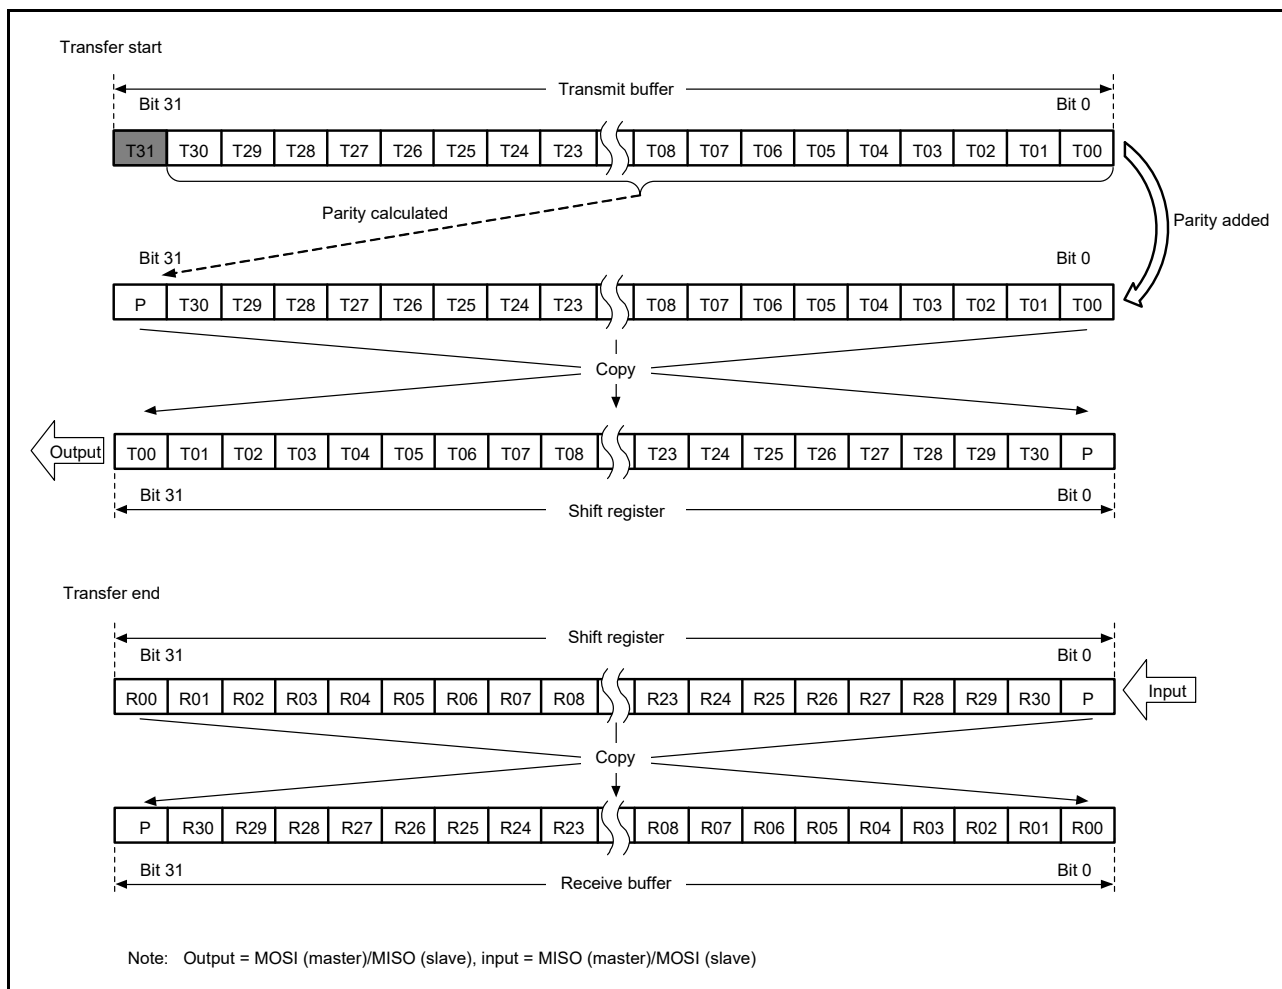 Transfer start
Transmit buffer
Bit 31 Bit 0
T31 T30 T29 T28 T27 T26 T25 T24 T23 T08 T07 T06 T05 T04 T03 T02 T01 T00
Parity calculated
Parity added
Bit 31 Bit 0
P T30 T29 T28 T27 T26 T25 T24 T23 T08 T07 T06 T05 T04 T03 T02 T01 T00
Copy
Output
T00 T01 T02 T03 T04 T05 T06 T07 T08 T23 T24 T25 T26 T27 T28 T29 T30 P
Bit 31 Bit 0
Shift register
Transfer end
Shift register
Bit 31 Bit 0
R00 R01 R02 R03 R04 R05 R06 R07 R08 R23 R24 R25 R26 R27 R28 R29 R30 P
Input
Copy
P R30 R29 R28 R27 R26 R25 R24 R23 R08 R07 R06 R05 R04 R03 R02 R01 R00
Bit 31 Bit 0
Receive buffer
Note: Output = MOSI (master)/MISO (slave), input = MISO (master)/MOSI (slave)